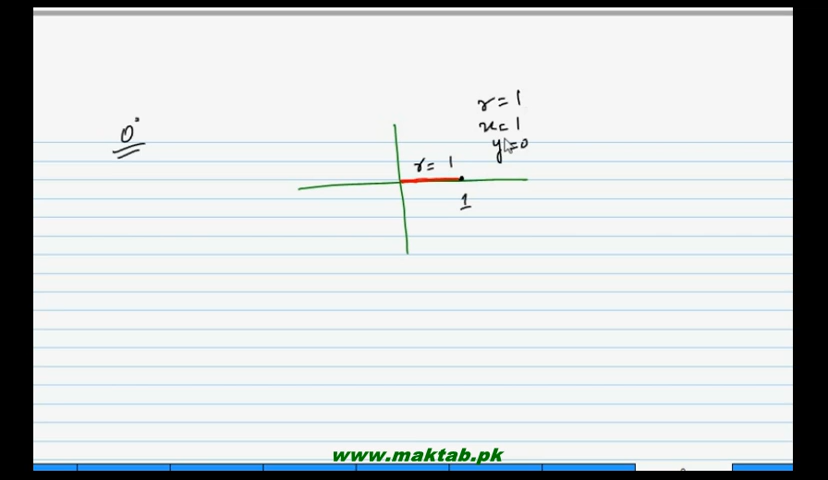 0°
r = 1
x = 1
y = 0
r = 1
1
www.maktab.pk